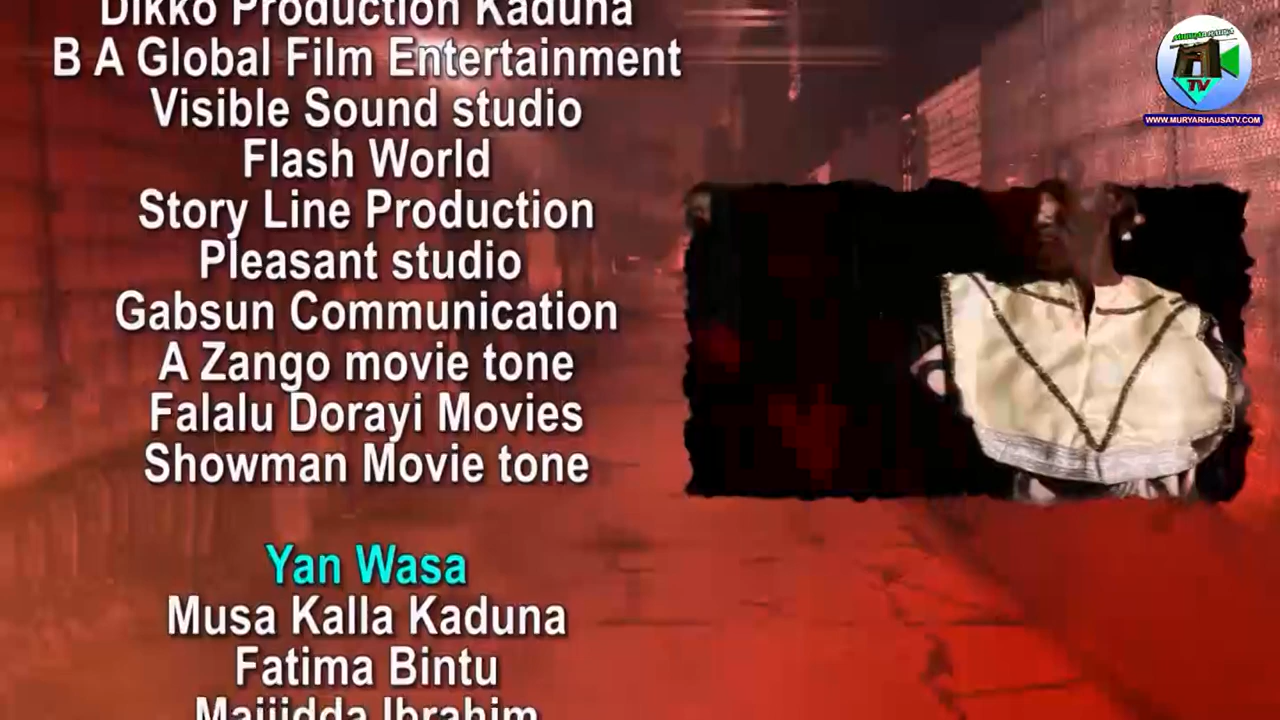 Dikko Production Kaduna
B A Global Film Entertainment
Visible Sound studio
Flash World
Story Line Production
Pleasant studio
Gabsun Communication
A Zango movie tone
Falalu Dorayi Movies
Showman Movie tone
Yan Wasa
Musa Kalla Kaduna
Fatima Bintu
Maijidda Ibrahim
TV
WWW.MURYARHAUSATV.COM